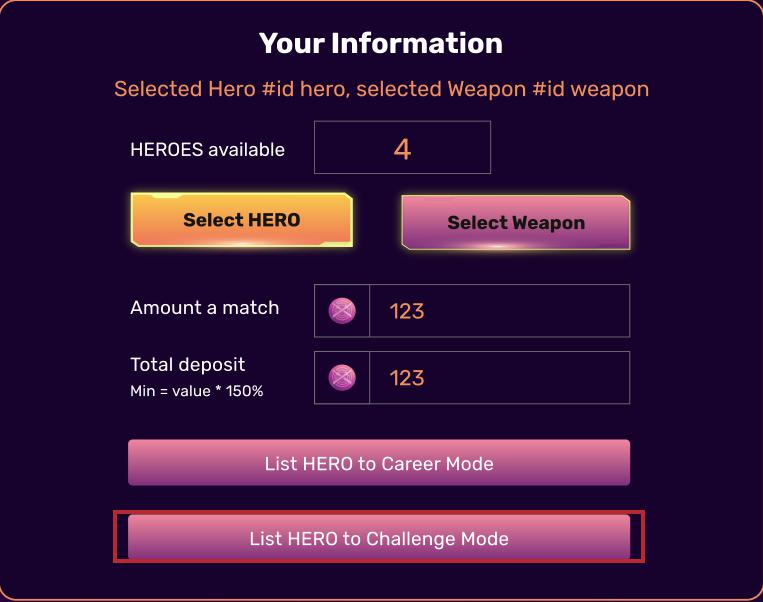 Your Information
Selected Hero #id hero, selected Weapon #id weapon
HEROES available
4
Select HERO
Select Weapon
Amount a match
123
Total deposit
123
Min = value * 150%
List HERO to Career Mode
List HERO to Challenge Mode